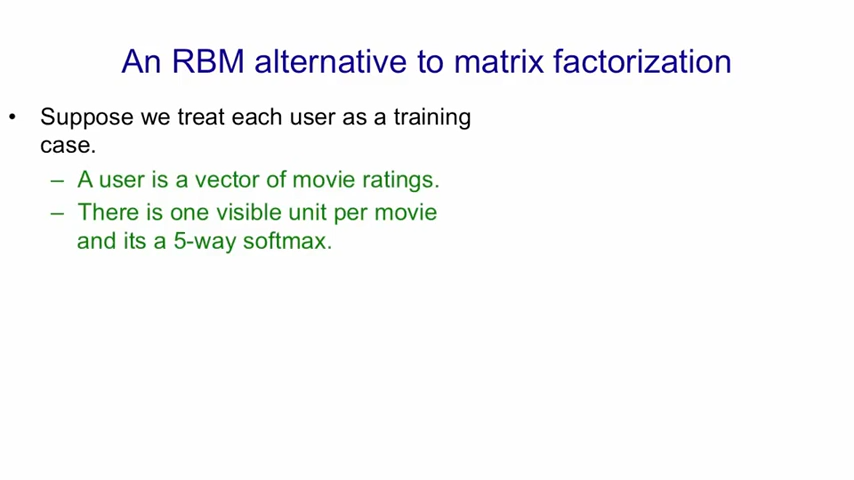 An RBM alternative to matrix factorization
• Suppose we treat each user as a training
case.
– A user is a vector of movie ratings.
– There is one visible unit per movie
and its a 5-way softmax.